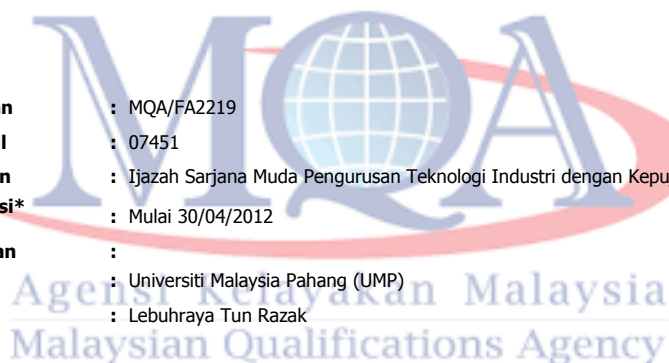 MQA
an : MQA/FA2219
l : 07451
n : Ijazah Sarjana Muda Pengurusan Teknologi Industri dengan Kepu
si* : Mulai 30/04/2012
an :
: Universiti Malaysia Pahang (UMP)
: Lebuhraya Tun Razak
Agensi Kelayakan Malaysia
Malaysian Qualifications Agency